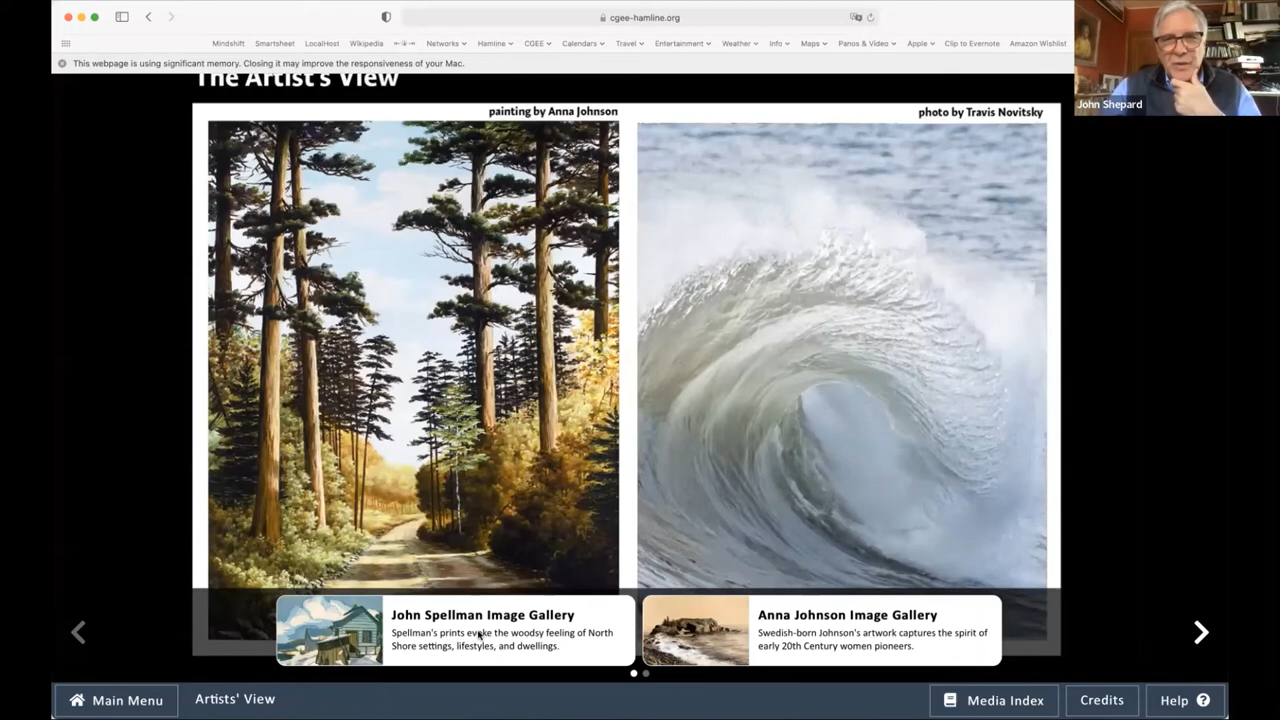 cgee-hamline.org
Mindshift Smartsheet LocalHost Wikipedia Networks Hamline CGEE Calendars Travel Entertainment Weather Info Maps Panos & Video Apple Clip to Evernote Amazon Wishlist
This webpage is using significant memory. Closing it may improve the responsiveness of your Mac.
John Shepard
The Artist's View
painting by Anna Johnson
photo by Travis Novitsky
John Spellman Image Gallery
Spellman's prints evoke the woodsy feeling of North
Shore settings, lifestyles, and dwellings.
Anna Johnson Image Gallery
Swedish-born Johnson's artwork captures the spirit of
early 20th Century women pioneers.
Main Menu
Artists' View
Media Index
Credits
Help ?